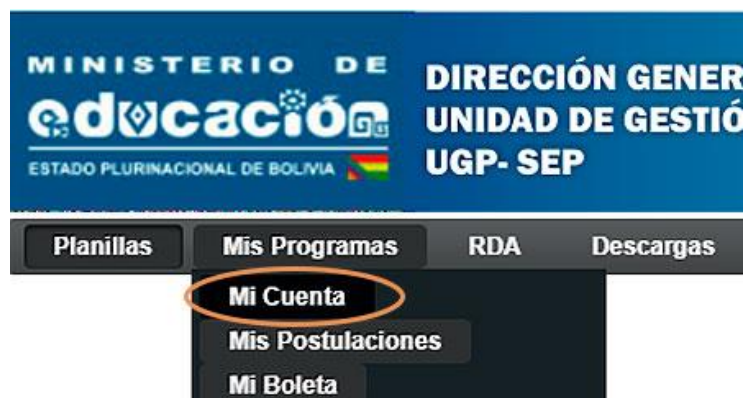 MINISTERIO DE
educación
ESTADO PLURINACIONAL DE BOLIVIA
DIRECCIÓN GENER
UNIDAD DE GESTIÓ
UGP- SEP
Planillas Mis Programas RDA Descargas
Mi Cuenta
Mis Postulaciones
Mi Boleta